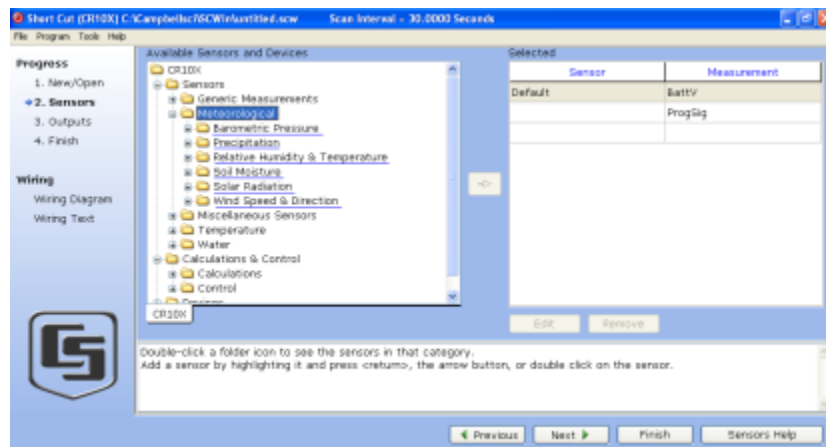 Short Cut (CR10X) C:\Campbellsci\SCWin\untitled.scw Scan Interval = 30.0000 Seconds
File Program Tools Help
Progress
1. New/Open
2. Sensors
3. Outputs
4. Finish
Wiring
Wiring Diagram
Wiring Text
Available Sensors and Devices
CR10X
Sensors
Generic Measurements
Meteorological
Barometric Pressure
Precipitation
Relative Humidity & Temperature
Soil Moisture
Solar Radiation
Wind Speed & Direction
Miscellaneous Sensors
Temperature
Water
Calculations & Control
Calculations
Control
Devices
CR10X
Selected
Sensor Measurement
Default BattV
ProgSig
Edit Remove
Double-click a folder icon to see the sensors in that category.
Add a sensor by highlighting it and press <return>, the arrow button, or double click on the sensor.
Previous Next Finish Sensors Help